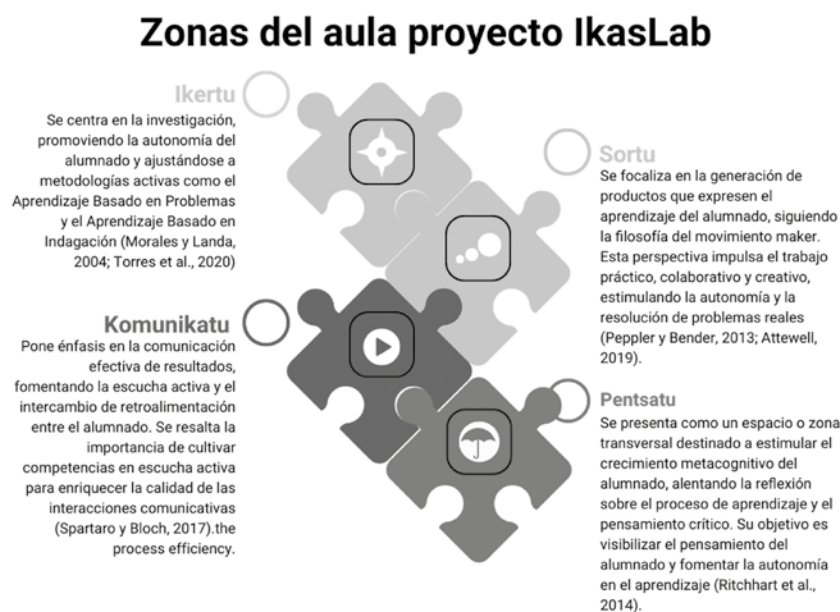 Zonas del aula proyecto IkasLab
Ikertu
Se centra en la investigación,
promoviendo la autonomía del
alumnado y ajustándose a
metodologías activas como el
Aprendizaje Basado en Problemas
y el Aprendizaje Basado en
Indagación (Morales y Landa,
2004; Torres et al., 2020)
Sortu
Se focaliza en la generación de
productos que expresen el
aprendizaje del alumnado, siguiendo
la filosofía del movimiento maker.
Esta perspectiva impulsa el trabajo
práctico, colaborativo y creativo,
estimulando la autonomía y la
resolución de problemas reales
(Peppler y Bender, 2013; Attewell,
2019).
Komunikatu
Pone énfasis en la comunicación
efectiva de resultados,
fomentando la escucha activa y el
intercambio de retroalimentación
entre el alumnado. Se resalta la
importancia de cultivar
competencias en escucha activa
para enriquecer la calidad de las
interacciones comunicativas
(Spartaro y Bloch, 2017).the
process efficiency.
Pentsatu
Se presenta como un espacio o zona
transversal destinado a estimular el
crecimiento metacognitivo del
alumnado, alentando la reflexión
sobre el proceso de aprendizaje y el
pensamiento crítico. Su objetivo es
visibilizar el pensamiento del
alumnado y fomentar la autonomía
en el aprendizaje (Ritchhart et al.,
2014).